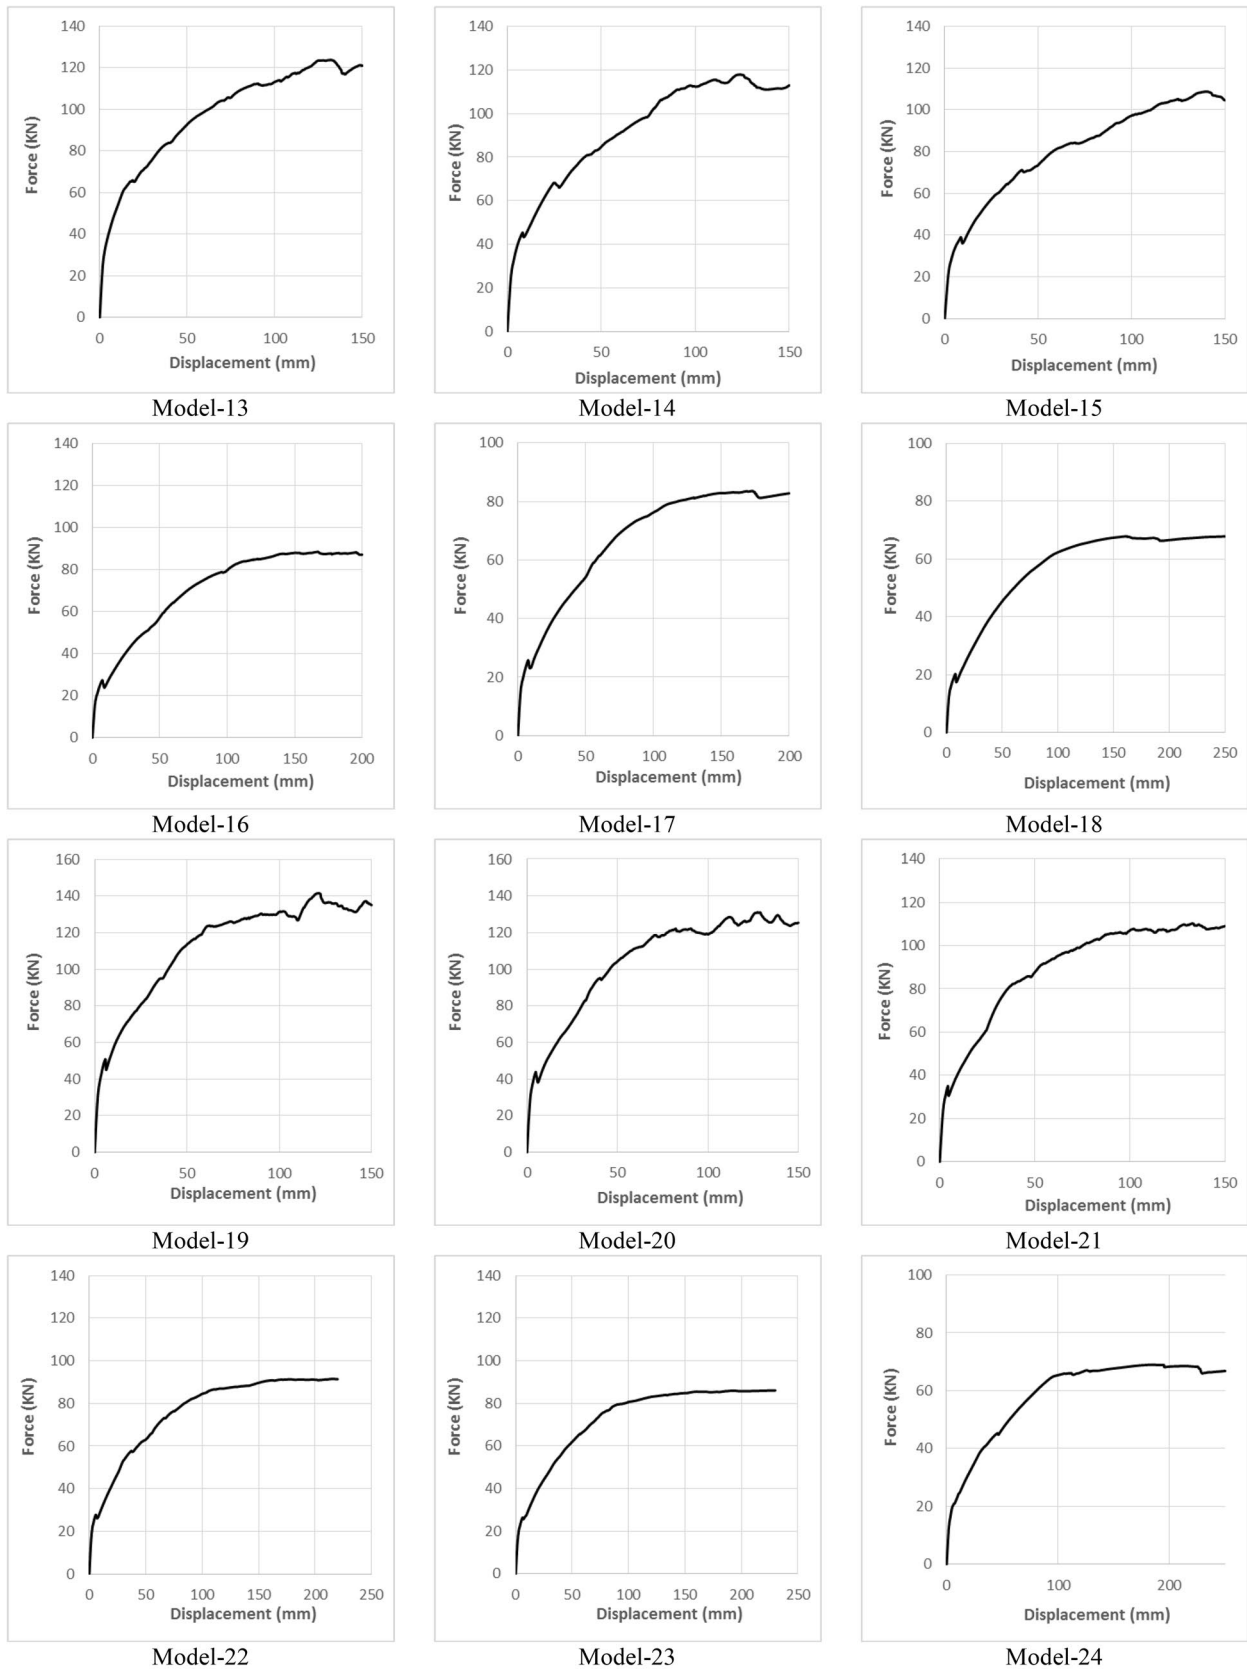 140
120
100
80
60
40
20
0
Force (KN)
0 50 100 150
Displacement (mm)
Model-13
140
120
100
80
60
40
20
0
Force (KN)
0 50 100 150
Displacement (mm)
Model-14
140
120
100
80
60
40
20
0
Force (KN)
0 50 100 150
Displacement (mm)
Model-15
140
120
100
80
60
40
20
0
Force (KN)
0 50 100 150 200
Displacement (mm)
Model-16
100
80
60
40
20
0
Force (KN)
0 50 100 150 200
Displacement (mm)
Model-17
100
80
60
40
20
0
Force (KN)
0 50 100 150 200 250
Displacement (mm)
Model-18
160
140
120
100
80
60
40
20
0
Force (KN)
0 50 100 150
Displacement (mm)
Model-19
160
140
120
100
80
60
40
20
0
Force (KN)
0 50 100 150
Displacement (mm)
Model-20
140
120
100
80
60
40
20
0
Force (KN)
0 50 100 150
Displacement (mm)
Model-21
140
120
100
80
60
40
20
0
Force (KN)
0 50 100 150 200 250
Displacement (mm)
Model-22
140
120
100
80
60
40
20
0
Force (KN)
0 50 100 150 200 250
Displacement (mm)
Model-23
100
80
60
40
20
0
Force (KN)
0 100 200
Displacement (mm)
Model-24